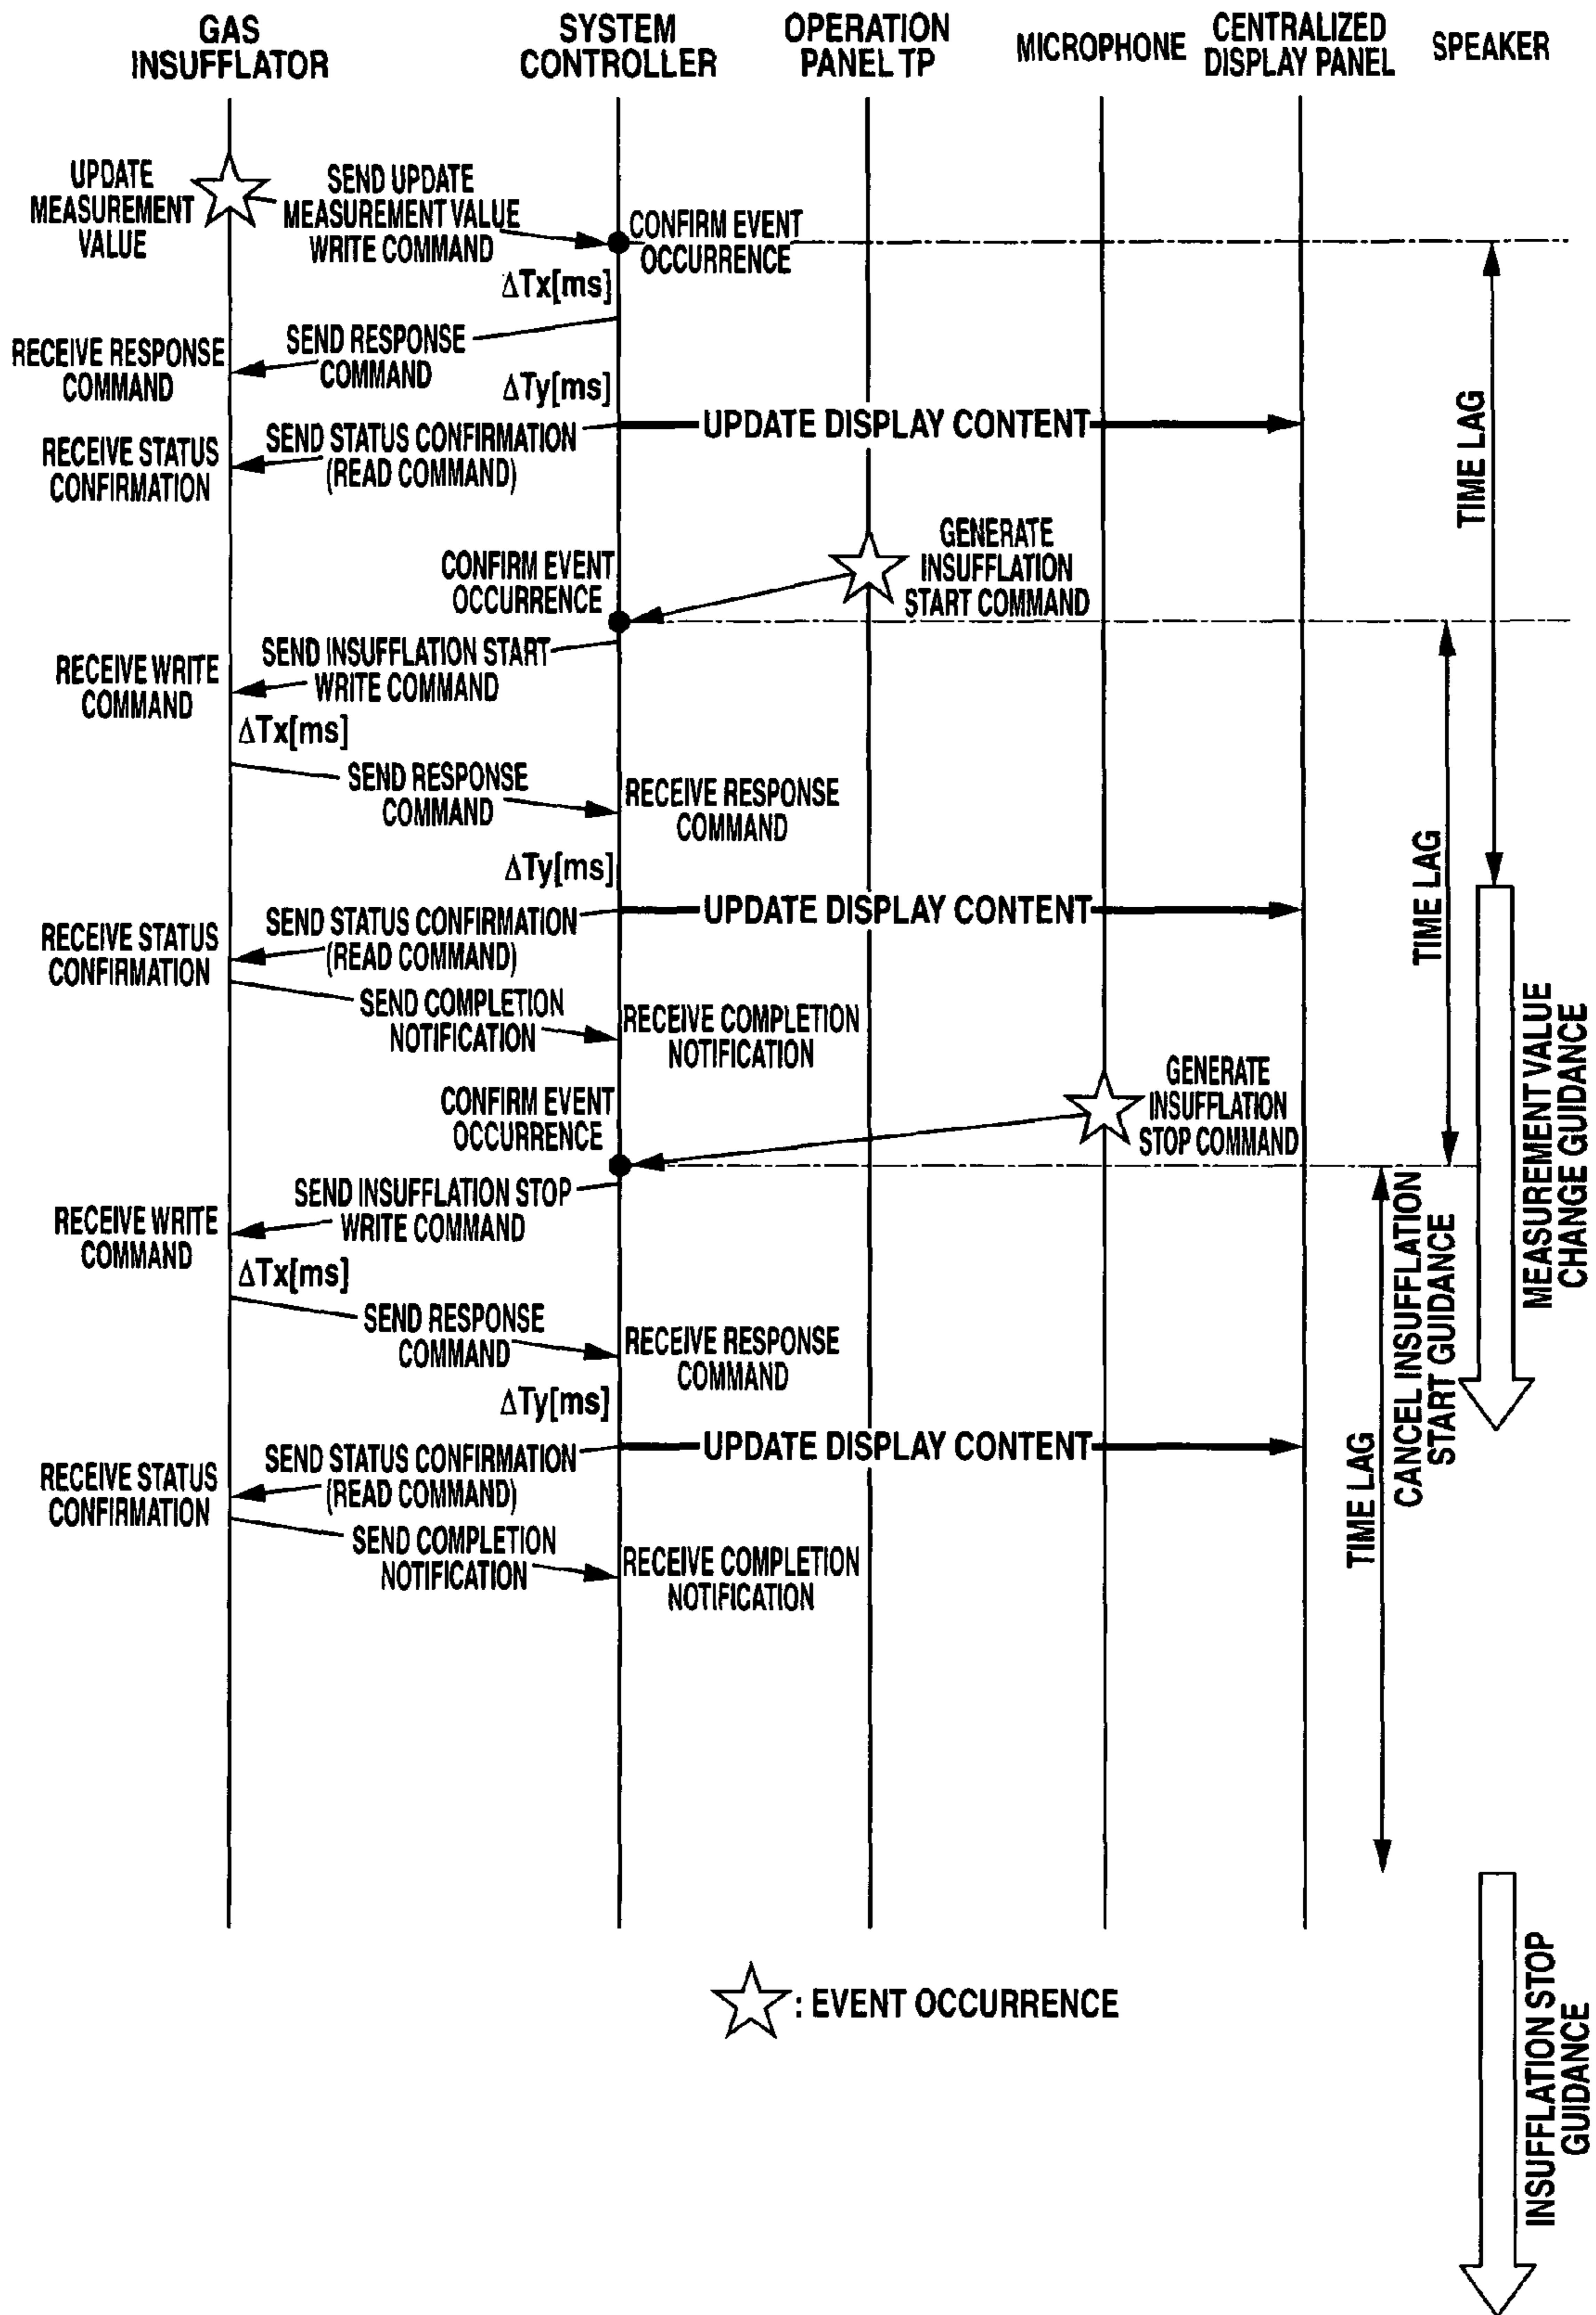 GAS
INSUFFLATOR
SYSTEM
CONTROLLER
OPERATION
PANEL TP
MICROPHONE
CENTRALIZED
DISPLAY PANEL
SPEAKER
UPDATE
MEASUREMENT
VALUE
SEND UPDATE
MEASUREMENT VALUE
WRITE COMMAND
CONFIRM EVENT
OCCURRENCE
ΔTx[ms]
SEND RESPONSE
COMMAND
RECEIVE RESPONSE
COMMAND
ΔTy[ms]
UPDATE DISPLAY CONTENT
SEND STATUS CONFIRMATION
(READ COMMAND)
RECEIVE STATUS
CONFIRMATION
TIME LAG
GENERATE
INSUFFLATION
START COMMAND
CONFIRM EVENT
OCCURRENCE
SEND INSUFFLATION START
WRITE COMMAND
RECEIVE WRITE
COMMAND
ΔTx[ms]
SEND RESPONSE
COMMAND
RECEIVE RESPONSE
COMMAND
TIME LAG
ΔTy[ms]
UPDATE DISPLAY CONTENT
SEND STATUS CONFIRMATION
(READ COMMAND)
RECEIVE STATUS
CONFIRMATION
SEND COMPLETION
NOTIFICATION
RECEIVE COMPLETION
NOTIFICATION
MEASUREMENT VALUE
CHANGE GUIDANCE
GENERATE
INSUFFLATION
STOP COMMAND
CONFIRM EVENT
OCCURRENCE
SEND INSUFFLATION STOP
WRITE COMMAND
RECEIVE WRITE
COMMAND
ΔTx[ms]
SEND RESPONSE
COMMAND
RECEIVE RESPONSE
COMMAND
CANCEL INSUFFLATION
START GUIDANCE
ΔTy[ms]
UPDATE DISPLAY CONTENT
SEND STATUS CONFIRMATION
(READ COMMAND)
RECEIVE STATUS
CONFIRMATION
TIME LAG
SEND COMPLETION
NOTIFICATION
RECEIVE COMPLETION
NOTIFICATION
: EVENT OCCURRENCE
INSUFFLATION STOP
GUIDANCE